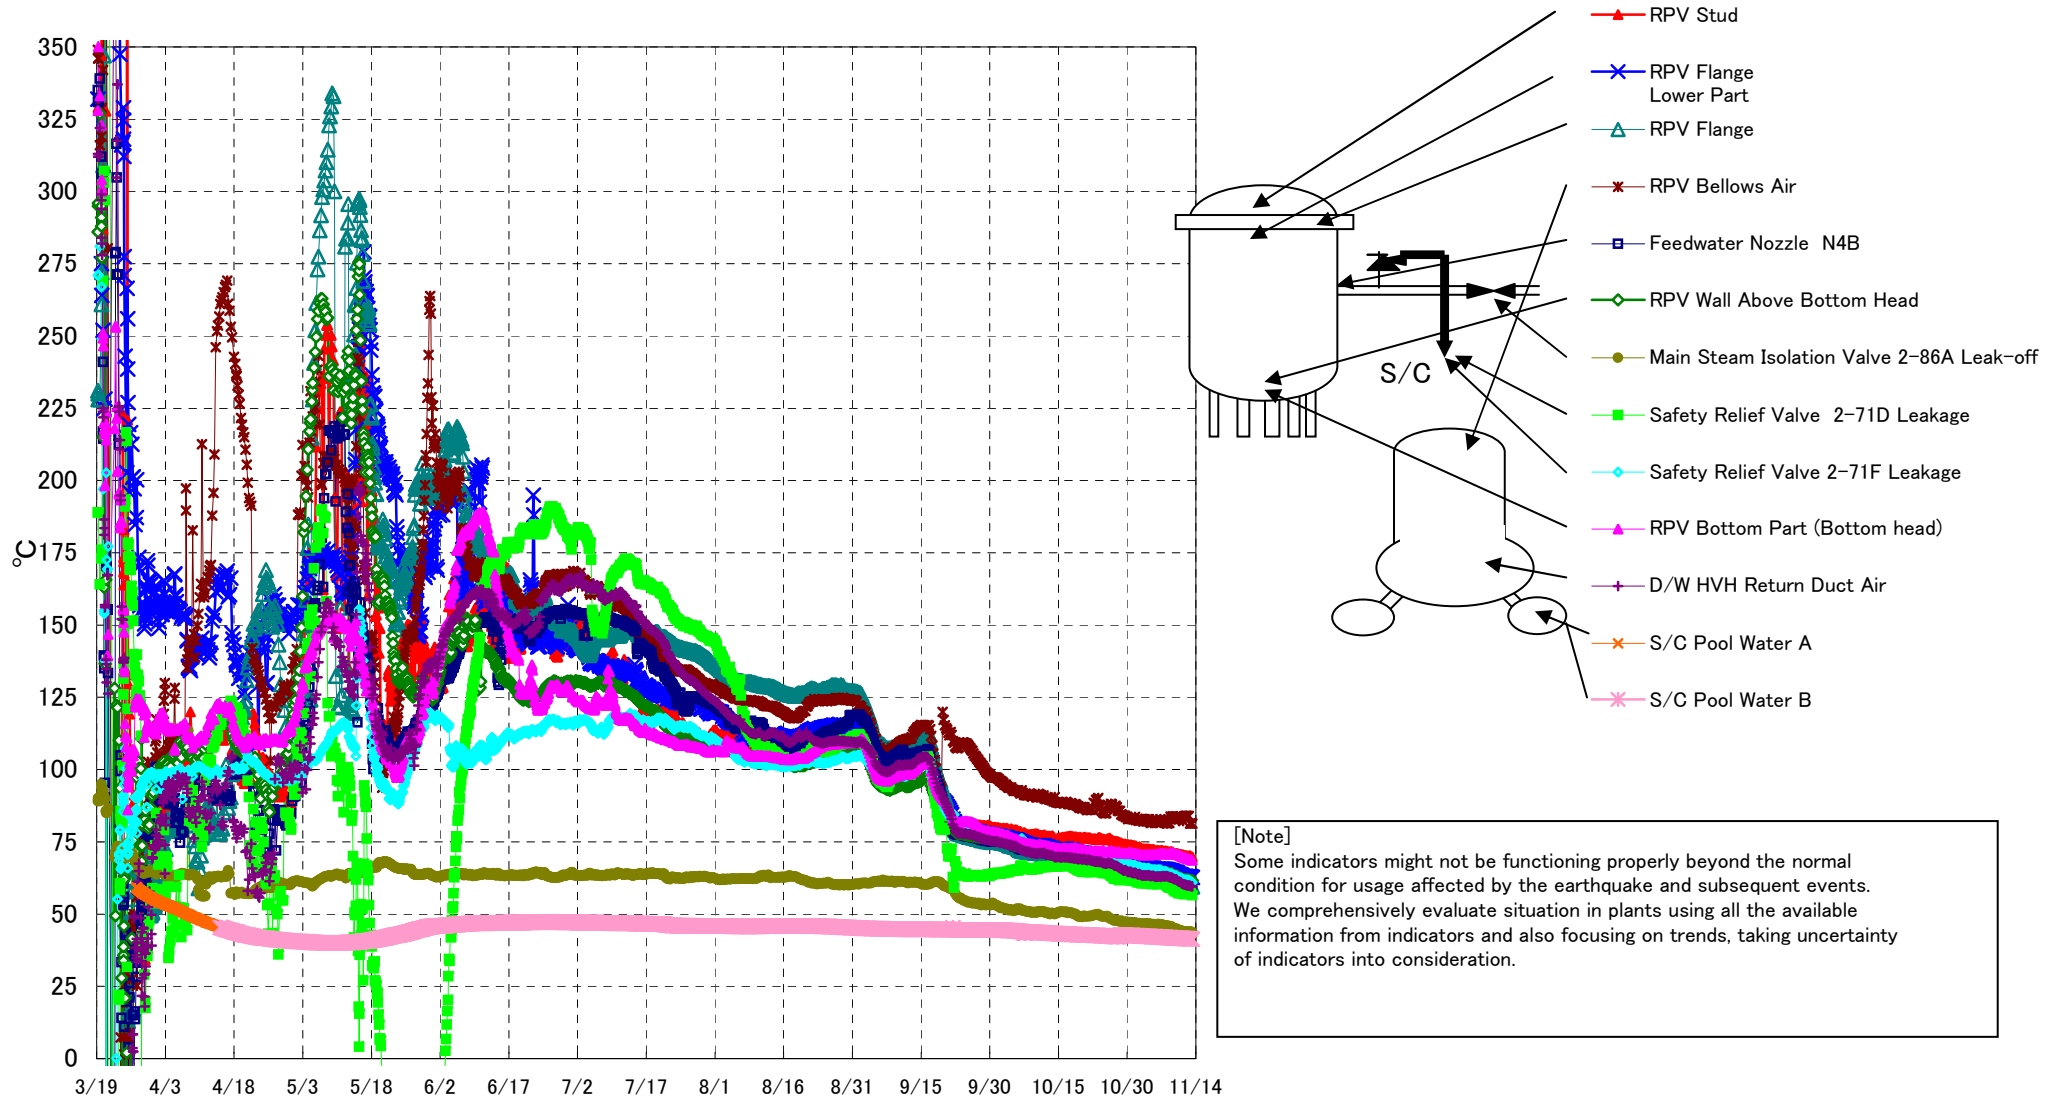 350
325
300
275
250
225
200
175
150
125
100
75
50
25
0
℃
3/19 4/3 4/18 5/3 5/18 6/2 6/17 7/2 7/17 8/1 8/16 8/31 9/15 9/30 10/15 10/30 11/14
RPV Stud
RPV Flange
Lower Part
RPV Flange
RPV Bellows Air
Feedwater Nozzle N4B
RPV Wall Above Bottom Head
Main Steam Isolation Valve 2-86A Leak-off
Safety Relief Valve 2-71D Leakage
Safety Relief Valve 2-71F Leakage
RPV Bottom Part (Bottom head)
D/W HVH Return Duct Air
S/C Pool Water A
S/C Pool Water B
S/C
[Note]
Some indicators might not be functioning properly beyond the normal
condition for usage affected by the earthquake and subsequent events.
We comprehensively evaluate situation in plants using all the available
information from indicators and also focusing on trends, taking uncertainty
of indicators into consideration.